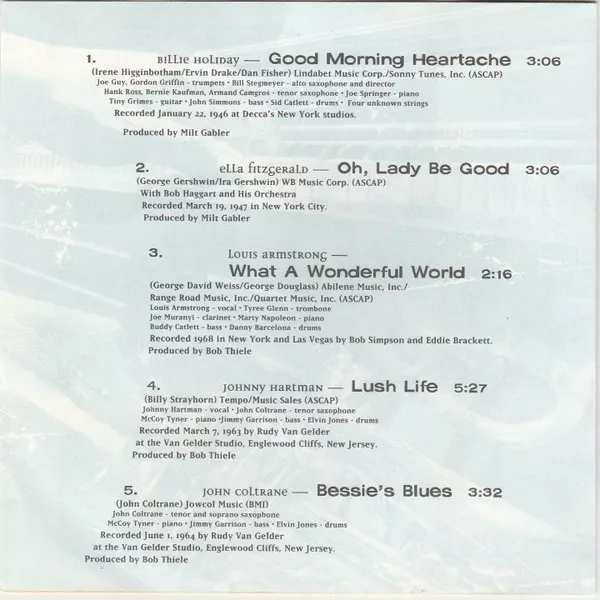 1. Billie Holiday — Good Morning Heartache 3:06
(Irene Higginbotham/Ervin Drake/Dan Fisher) Lindabet Music Corp./Sonny Tunes, Inc. (ASCAP)
Joe Guy, Gordon Griffin - trumpets • Bill Stegmeyer - alto saxophone and director
Hank Ross, Bernie Kaufman, Armand Camgros - tenor saxophone • Joe Springer - piano
Tiny Grimes - guitar • John Simmons - bass • Sid Catlett - drums • Four unknown strings
Recorded January 22, 1946 at Decca's New York studios.
Produced by Milt Gabler
2. Ella Fitzgerald — Oh, Lady Be Good 3:06
(George Gershwin/Ira Gershwin) WB Music Corp. (ASCAP)
With Bob Haggart and His Orchestra
Recorded March 19, 1947 in New York City.
Produced by Milt Gabler
3. Louis Armstrong —
What A Wonderful World 2:16
(George David Weiss/George Douglass) Abilene Music, Inc./
Range Road Music, Inc./Quartet Music, Inc. (ASCAP)
Louis Armstrong - vocal • Tyree Glenn - trombone
Joe Muranyi - clarinet • Marty Napoleon - piano
Buddy Catlett - bass • Danny Barcelona - drums
Recorded 1968 in New York and Las Vegas by Bob Simpson and Eddie Brackett.
Produced by Bob Thiele
4. Johnny Hartman — Lush Life 5:27
(Billy Strayhorn) Tempo/Music Sales (ASCAP)
Johnny Hartman - vocal • John Coltrane - tenor saxophone
McCoy Tyner - piano •Jimmy Garrison - bass • Elvin Jones - drums
Recorded March 7, 1963 by Rudy Van Gelder
at the Van Gelder Studio, Englewood Cliffs, New Jersey.
Produced by Bob Thiele
5. John Coltrane — Bessie's Blues 3:32
(John Coltrane) Jowcol Music (BMI)
John Coltrane - tenor and soprano saxophone
McCoy Tyner - piano • Jimmy Garrison - bass • Elvin Jones - drums
Recorded June 1, 1964 by Rudy Van Gelder
at the Van Gelder Studio, Englewood Cliffs, New Jersey.
Produced by Bob Thiele